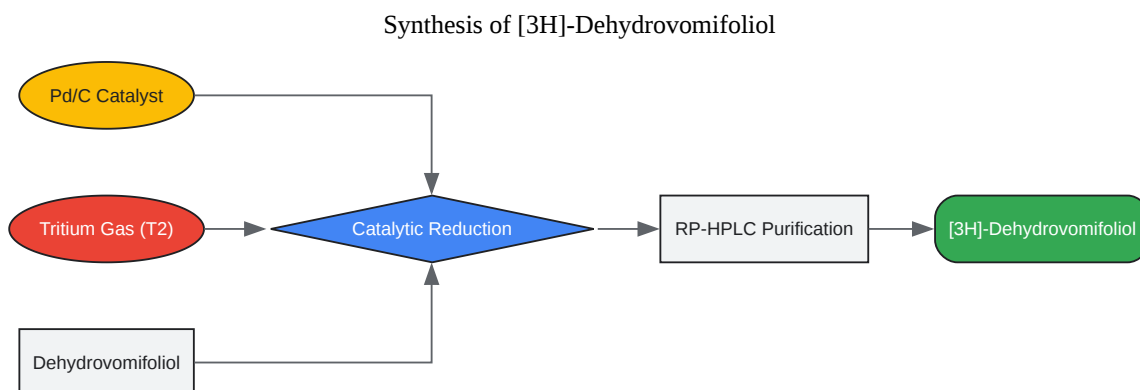 Synthesis of [3H]-Dehydrovomifoliol
Pd/C Catalyst
Tritium Gas (T2)
Catalytic Reduction
RP-HPLC Purification
[3H]-Dehydrovomifoliol
Dehydrovomifoliol